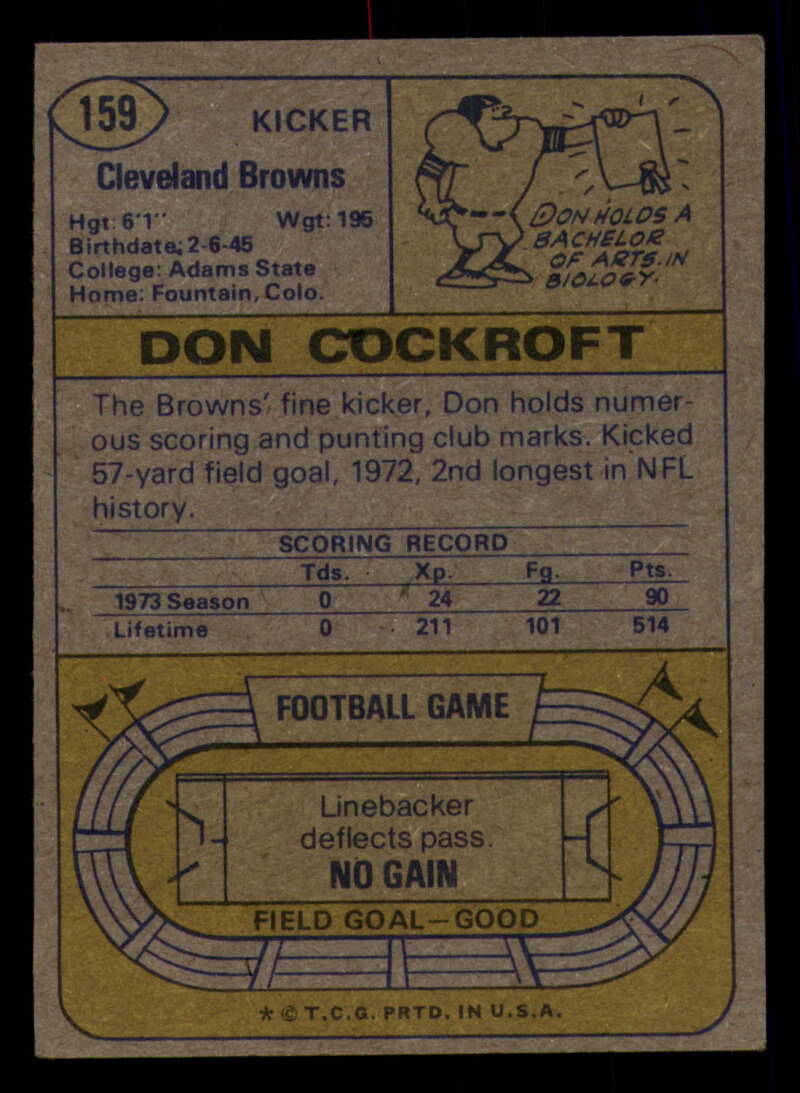 159
KICKER
Cleveland Browns
Hgt: 6'1" Wgt: 195
Birthdate: 2-6-45
College: Adams State
Home: Fountain, Colo.
DON HOLDS A
BACHELOR
OF ARTS IN
BIOLOGY.
DON COCKROFT
The Browns' fine kicker, Don holds numer-
ous scoring and punting club marks. Kicked
57-yard field goal, 1972, 2nd longest in NFL
history.
SCORING RECORD
Tds. Xp. Fg. Pts.
1973 Season 0 24 22 90
Lifetime 0 211 101 514
FOOTBALL GAME
Linebacker
deflects pass.
NO GAIN
FIELD GOAL—GOOD
* © T.C.G. PRTD. IN U.S.A.